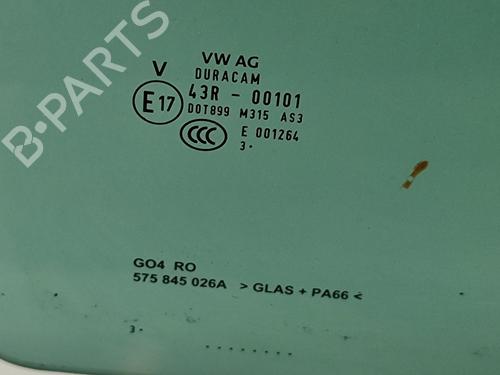 B-PARTS
VW AG
DURACAM
V
43R - 00101
E17
DOT899 M315 AS3
CCC
E 001264
3·
GO4 RO
575 845 026A > GLAS + PA66 <
3·